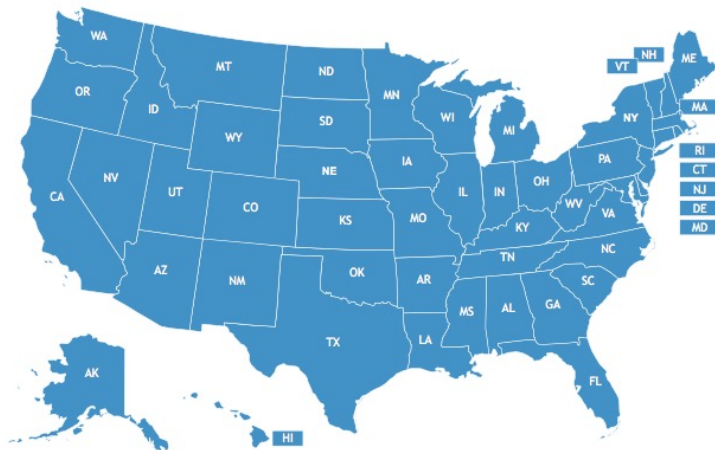 WA
MT
ND
MN
VT
NH
ME
OR
ID
WY
SD
WI
MI
NY
MA
NV
UT
CO
NE
IA
IL
IN
OH
PA
RI
CT
NJ
DE
MD
CA
KS
MO
KY
WV
VA
AZ
NM
OK
AR
TN
NC
SC
TX
LA
MS
AL
GA
FL
AK
HI